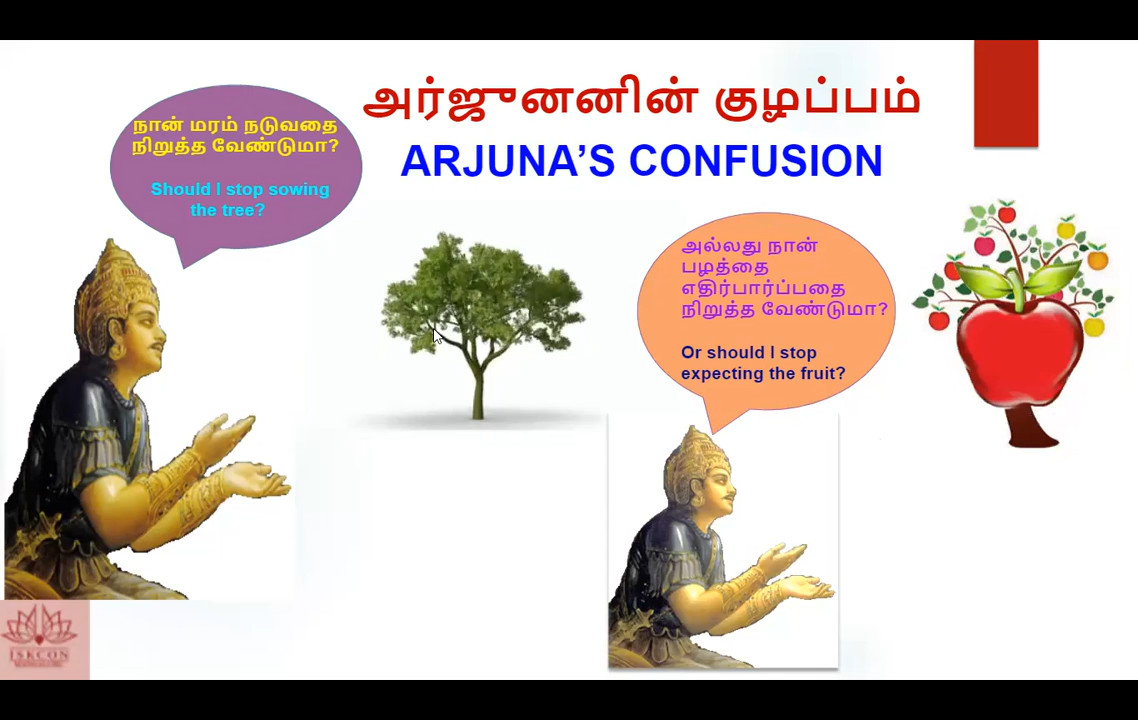 அர்ஜுனனின் குழப்பம்
ARJUNA'S CONFUSION
நான் மரம் நடுவதை
நிறுத்த வேண்டுமா?
Should I stop sowing
the tree?
அல்லது நான்
பழத்தை
எதிர்பார்ப்பதை
நிறுத்த வேண்டுமா?
Or should I stop
expecting the fruit?
ISKCON